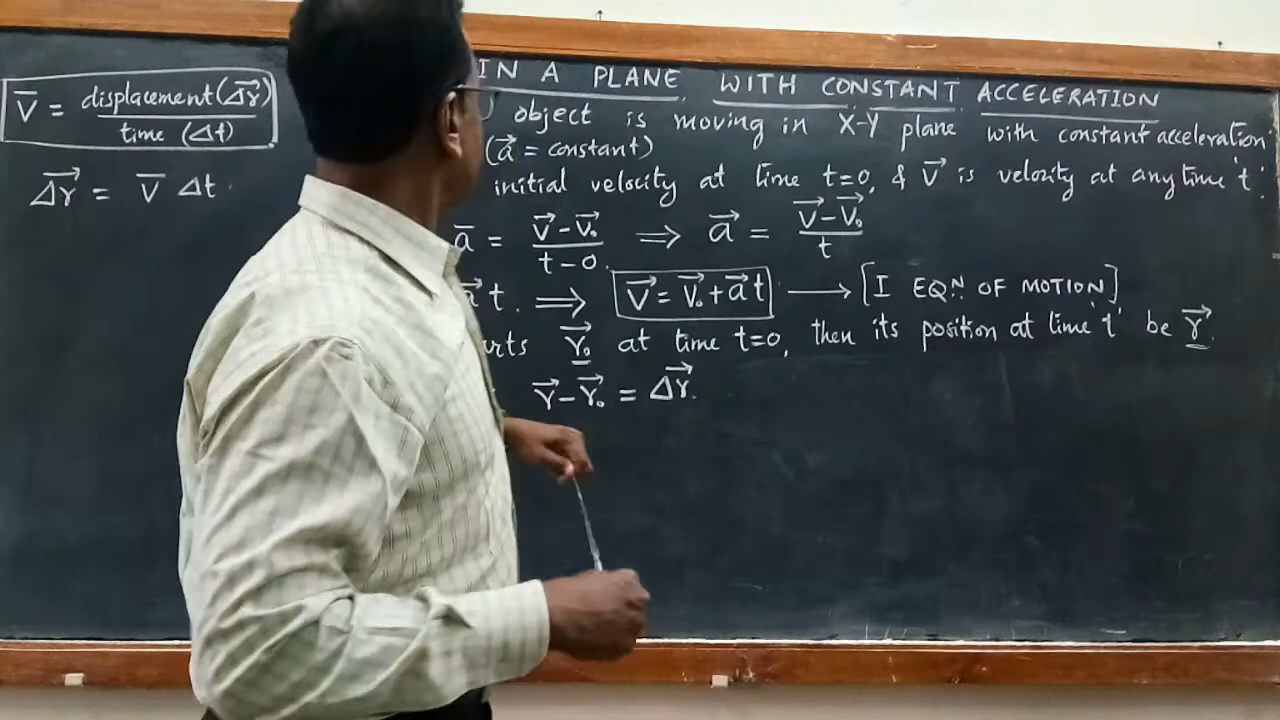 V̅ = displacement(Δr⃗) / time (Δt)
Δr⃗ = V̅ Δt
IN A PLANE WITH CONSTANT ACCELERATION
object is moving in X-Y plane with constant acceleration
(a⃗ = constant)
initial velocity at time t=0, & V⃗ is velocity at any time 't'.
a̅ = (V⃗ - V⃗₀) / (t - 0) ⟹ a⃗ = (V⃗ - V⃗₀) / t
t. ⟹ V⃗ = V⃗₀ + a⃗ t ⟶ [I EQN. OF MOTION]
r⃗₀ at time t=0, then its position at time 't' be r⃗.
r⃗ - r⃗₀ = Δr⃗.